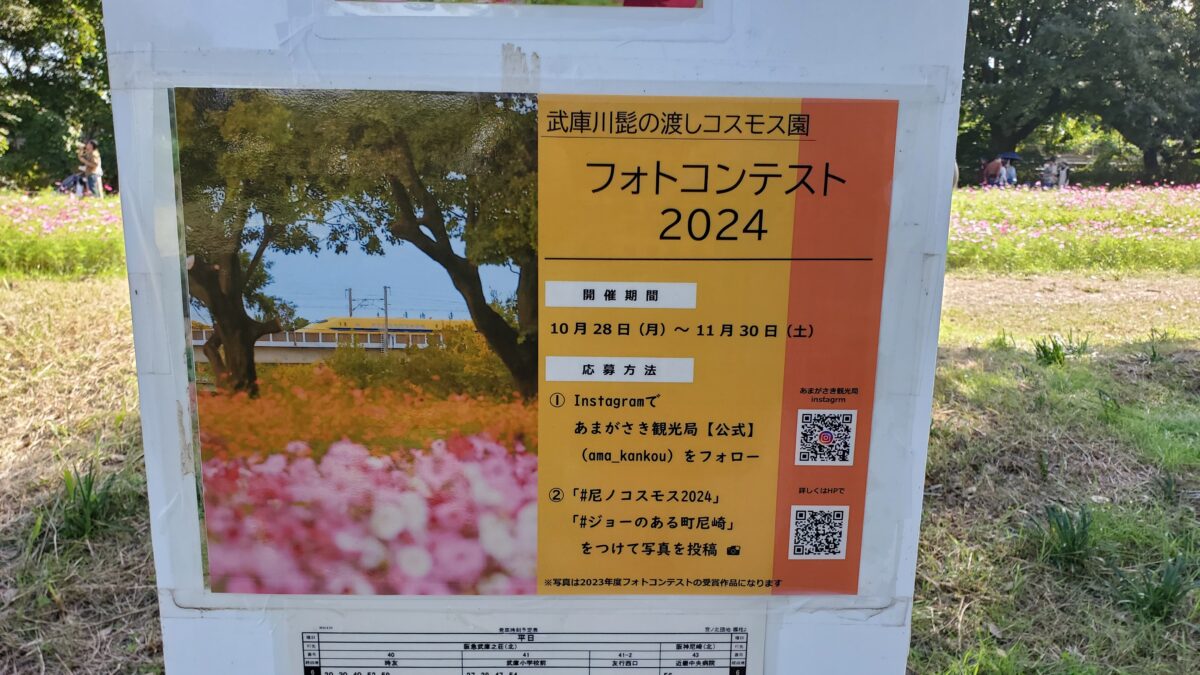 武庫川髭の渡しコスモス園
フォトコンテスト
2024
開催期間
10月28日（月）～11月30日（土）
応募方法
① Instagramで
あまがさき観光局【公式】
（ama_kankou）をフォロー
② 「#尼ノコスモス2024」
「#ジョーのある町尼崎」
をつけて写真を投稿
※写真は2023年度フォトコンテストの受賞作品になります
あまがさき観光局
instagrm
詳しくはHPで
平日
阪急武庫之荘(北) 阪神尼崎(北)
40 41 41-2 43
時友 武庫小学校前 友行西口 近畿中央病院